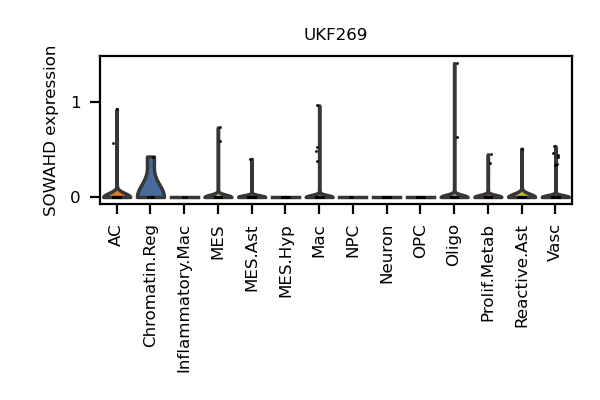 UKF269
SOWAHD expression
1
0
AC
Chromatin.Reg
Inflammatory.Mac
MES
MES.Ast
MES.Hyp
Mac
NPC
Neuron
OPC
Oligo
Prolif.Metab
Reactive.Ast
Vasc